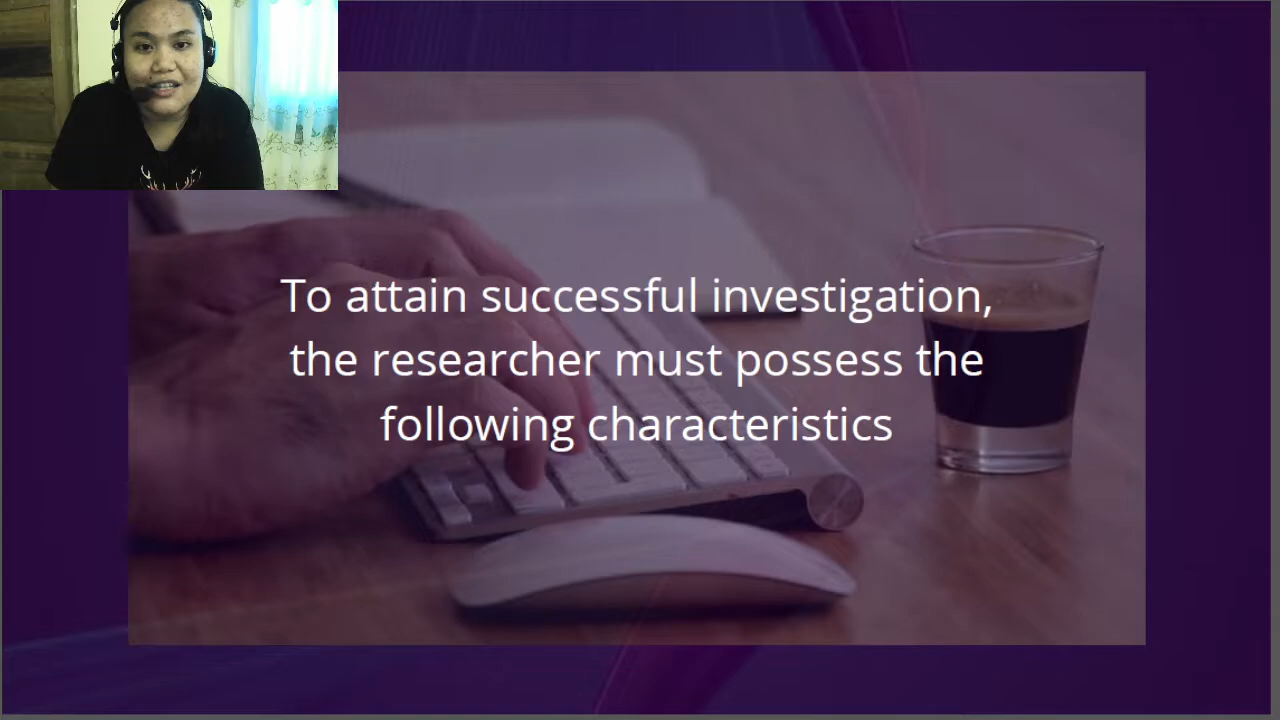 To attain successful investigation,
the researcher must possess the
following characteristics